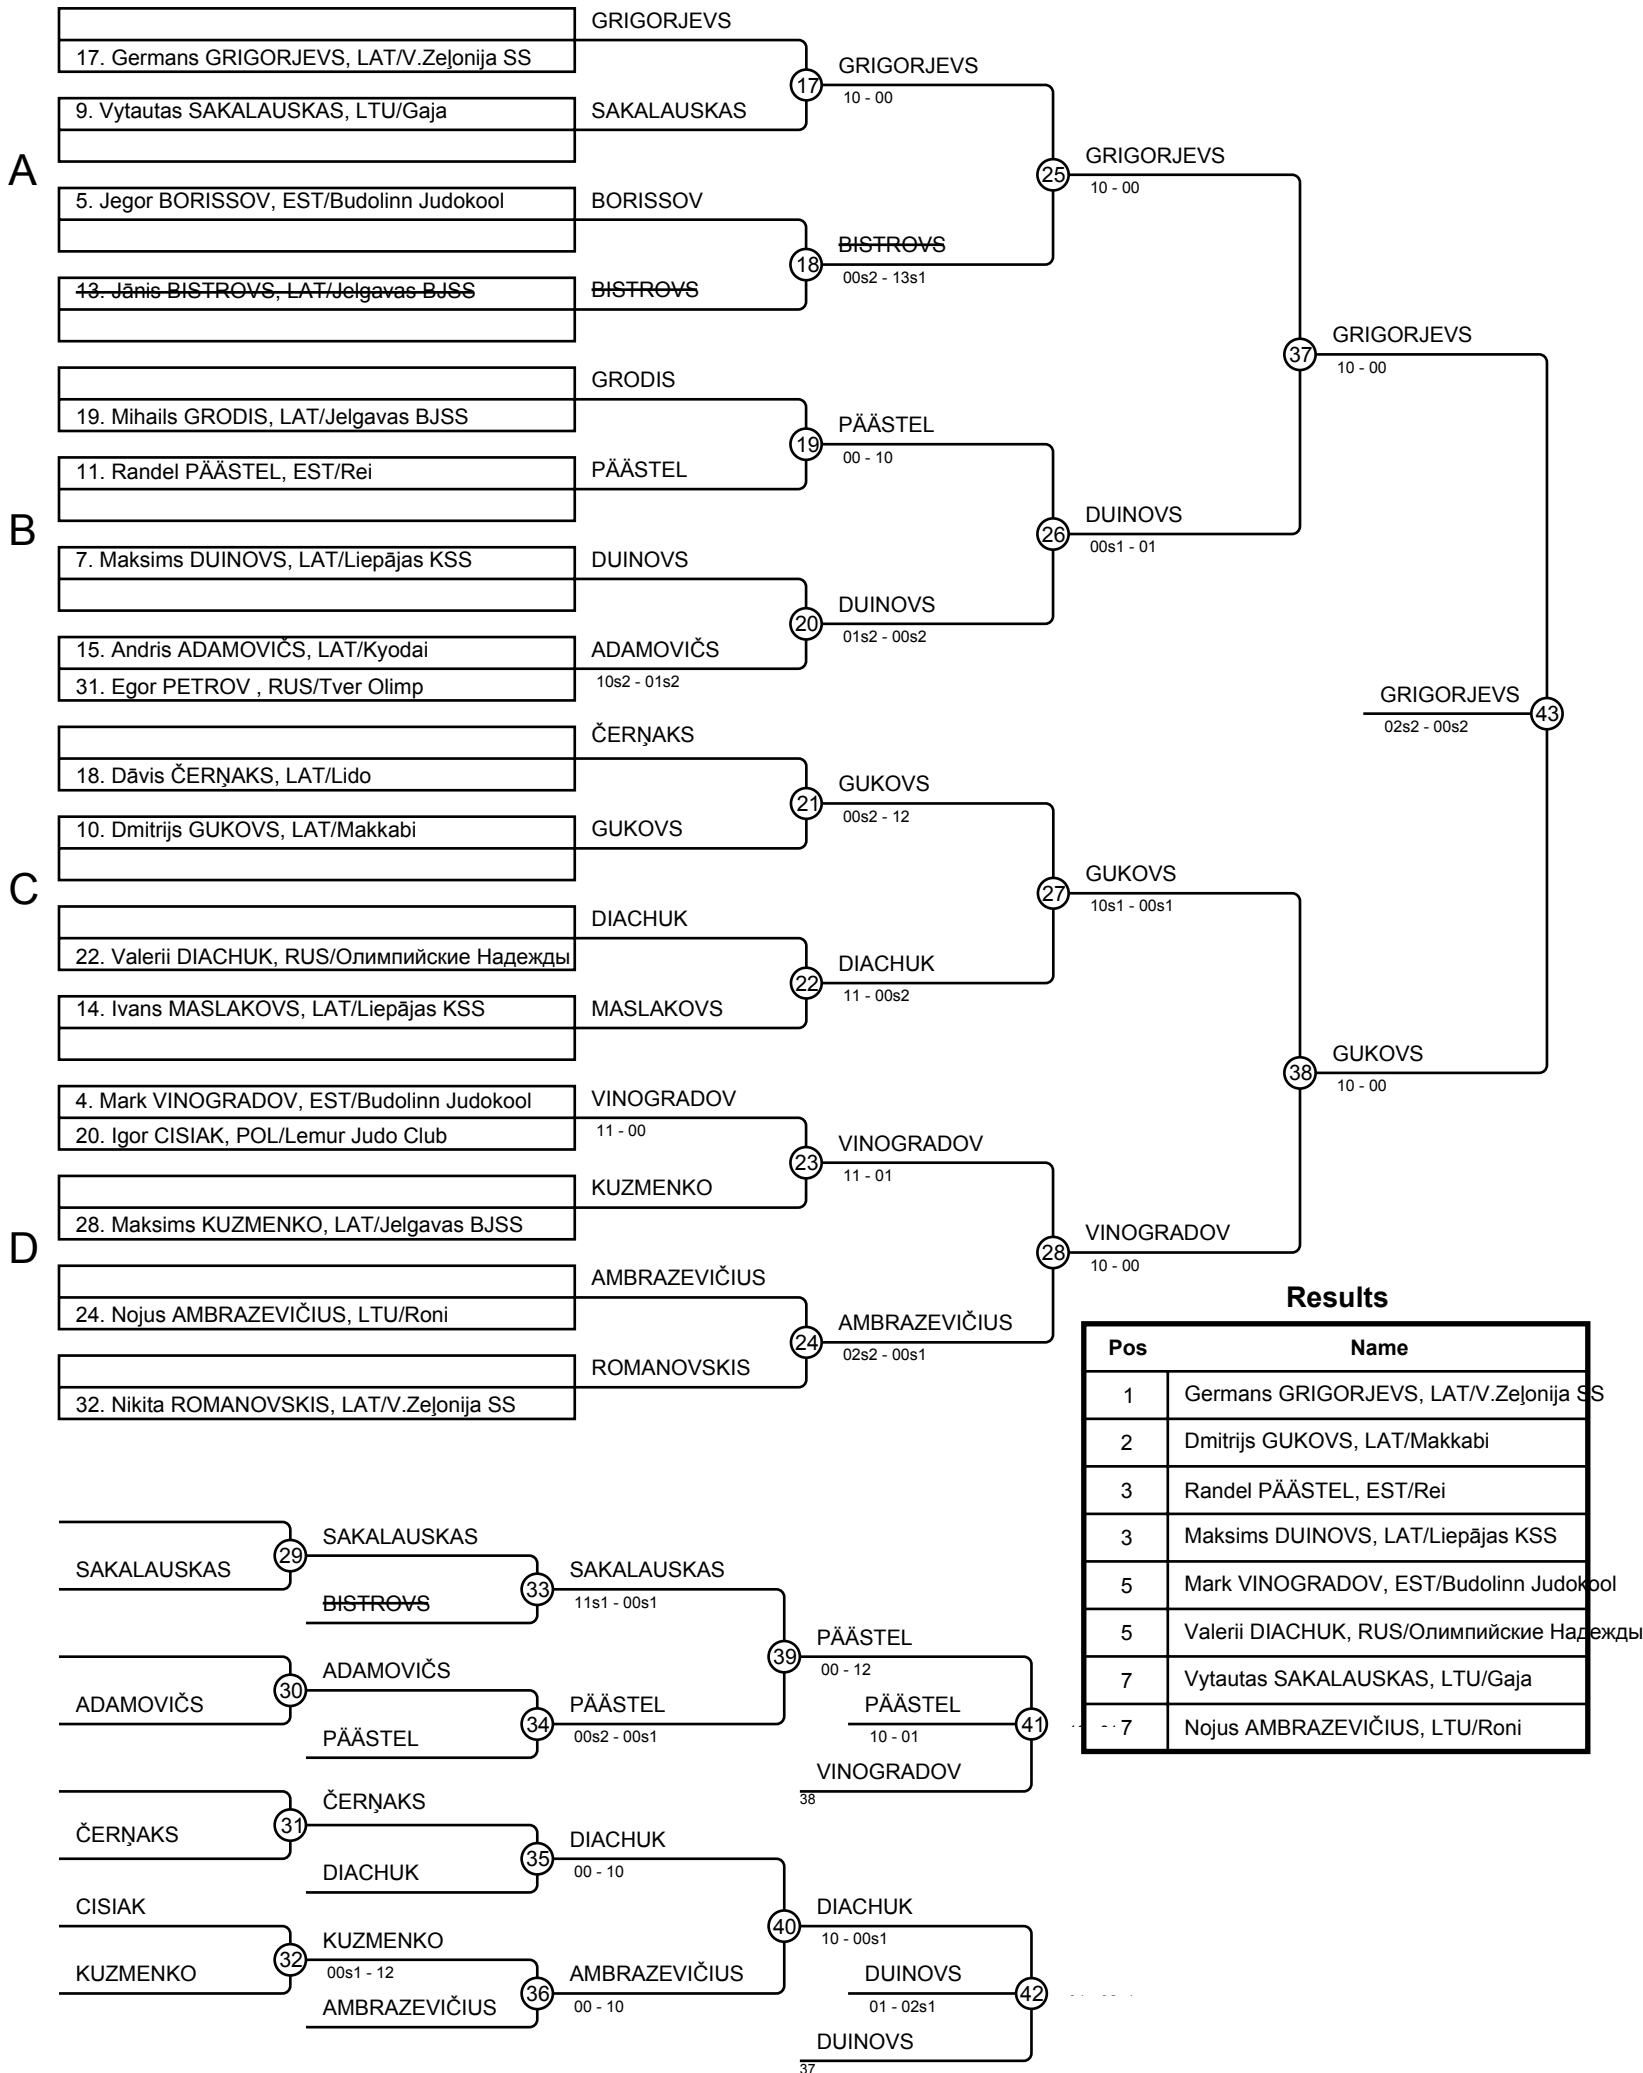 GRIGORJEVS
17. Germans GRIGORJEVS, LAT/V.Zeļonija SS
17
GRIGORJEVS
10 - 00
9. Vytautas SAKALAUSKAS, LTU/Gaja
SAKALAUSKAS
A
25
GRIGORJEVS
10 - 00
5. Jegor BORISSOV, EST/Budolinn Judokool
BORISSOV
18
BISTROVS
00s2 - 13s1
13. Jānis BISTROVS, LAT/Jelgavas BJSS
BISTROVS
37
GRIGORJEVS
10 - 00
GRODIS
19. Mihails GRODIS, LAT/Jelgavas BJSS
19
PÄÄSTEL
00 - 10
11. Randel PÄÄSTEL, EST/Rei
PÄÄSTEL
B
26
DUINOVS
00s1 - 01
7. Maksims DUINOVS, LAT/Liepājas KSS
DUINOVS
20
DUINOVS
01s2 - 00s2
15. Andris ADAMOVIČS, LAT/Kyodai
ADAMOVIČS
31. Egor PETROV , RUS/Tver Olimp
10s2 - 01s2
GRIGORJEVS
43
02s2 - 00s2
ČERŅAKS
18. Dāvis ČERŅAKS, LAT/Lido
21
GUKOVS
00s2 - 12
10. Dmitrijs GUKOVS, LAT/Makkabi
GUKOVS
C
27
GUKOVS
10s1 - 00s1
DIACHUK
22. Valerii DIACHUK, RUS/Олимпийские Надежды
22
DIACHUK
11 - 00s2
14. Ivans MASLAKOVS, LAT/Liepājas KSS
MASLAKOVS
38
GUKOVS
10 - 00
4. Mark VINOGRADOV, EST/Budolinn Judokool
VINOGRADOV
20. Igor CISIAK, POL/Lemur Judo Club
11 - 00
23
VINOGRADOV
11 - 01
KUZMENKO
28. Maksims KUZMENKO, LAT/Jelgavas BJSS
D
28
VINOGRADOV
10 - 00
AMBRAZEVIČIUS
24. Nojus AMBRAZEVIČIUS, LTU/Roni
24
AMBRAZEVIČIUS
02s2 - 00s1
ROMANOVSKIS
32. Nikita ROMANOVSKIS, LAT/V.Zeļonija SS
Results
Pos Name
1 Germans GRIGORJEVS, LAT/V.Zeļonija SS
2 Dmitrijs GUKOVS, LAT/Makkabi
3 Randel PÄÄSTEL, EST/Rei
3 Maksims DUINOVS, LAT/Liepājas KSS
5 Mark VINOGRADOV, EST/Budolinn Judokool
5 Valerii DIACHUK, RUS/Олимпийские Надежды
7 Vytautas SAKALAUSKAS, LTU/Gaja
7 Nojus AMBRAZEVIČIUS, LTU/Roni
SAKALAUSKAS
29
SAKALAUSKAS
BISTROVS
33
SAKALAUSKAS
11s1 - 00s1
ADAMOVIČS
30
ADAMOVIČS
PÄÄSTEL
34
PÄÄSTEL
00s2 - 00s1
39
PÄÄSTEL
00 - 12
PÄÄSTEL
41
10 - 01
VINOGRADOV
38
ČERŅAKS
31
ČERŅAKS
DIACHUK
35
DIACHUK
00 - 10
CISIAK
KUZMENKO
32
KUZMENKO
00s1 - 12
AMBRAZEVIČIUS
36
AMBRAZEVIČIUS
00 - 10
40
DIACHUK
10 - 00s1
DUINOVS
42
01 - 02s1
DUINOVS
37